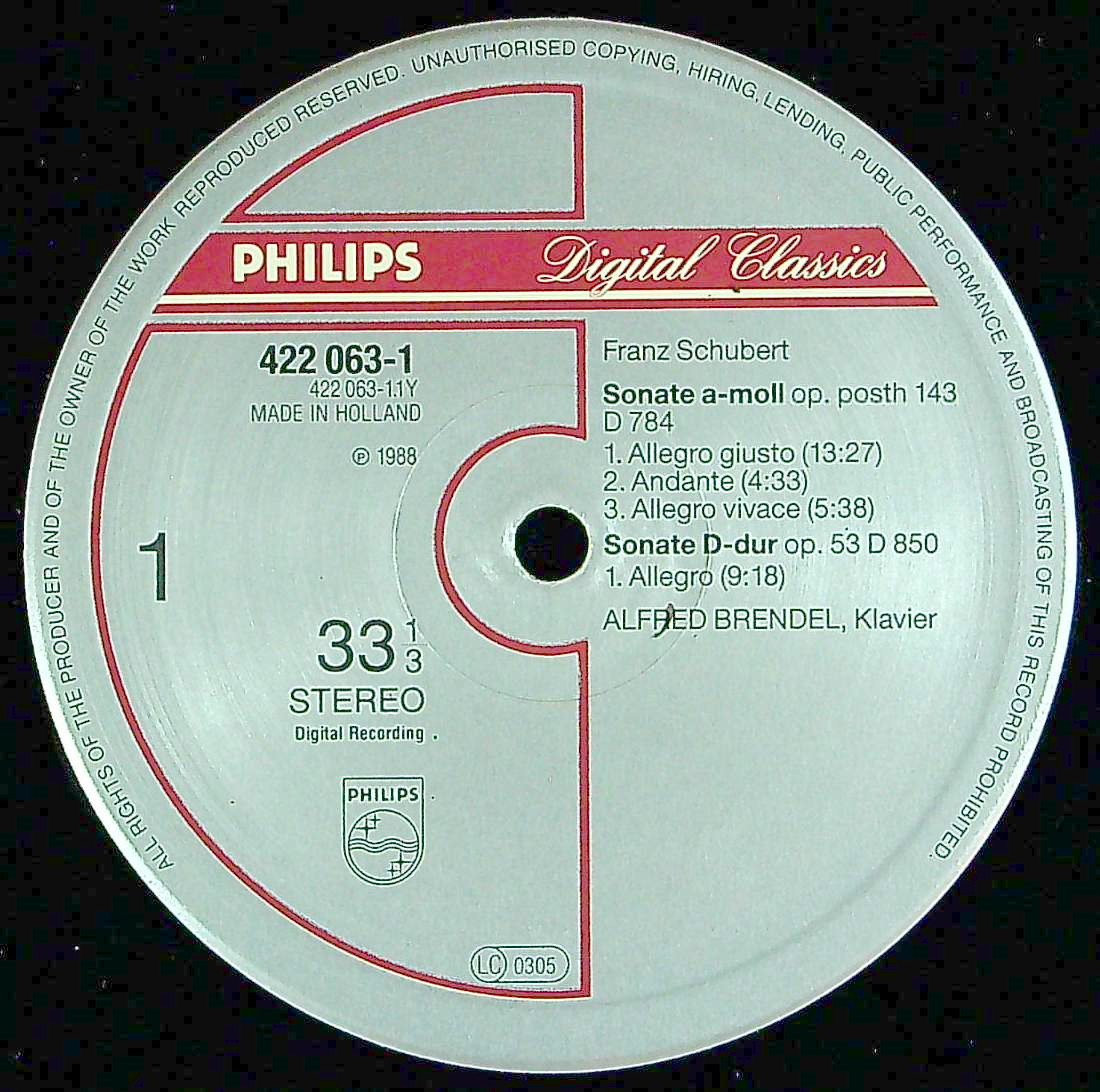 ALL RIGHTS OF THE PRODUCER AND OF THE OWNER OF THE WORK REPRODUCED RESERVED. UNAUTHORISED COPYING, HIRING, LENDING, PUBLIC PERFORMANCE AND BROADCASTING OF THIS RECORD PROHIBITED.
PHILIPS Digital Classics
422 063-1
422 063-1.1Y
MADE IN HOLLAND
℗ 1988
1
33 1/3
STEREO
Digital Recording
PHILIPS
LC 0305
Franz Schubert
Sonate a-moll op. posth 143
D 784
1. Allegro giusto (13:27)
2. Andante (4:33)
3. Allegro vivace (5:38)
Sonate D-dur op. 53 D 850
1. Allegro (9:18)
ALFRED BRENDEL, Klavier